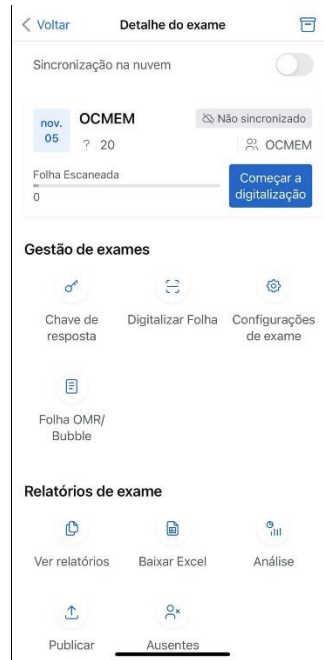 Voltar Detalhe do exame
Sincronização na nuvem
nov. 05 OCMEM Não sincronizado
? 20 OCMEM
Folha Escaneada
0
Começar a
digitalização
Gestão de exames
Chave de
resposta
Digitalizar Folha
Configurações
de exame
Folha OMR/
Bubble
Relatórios de exame
Ver relatórios Baixar Excel Análise
Publicar Ausentes